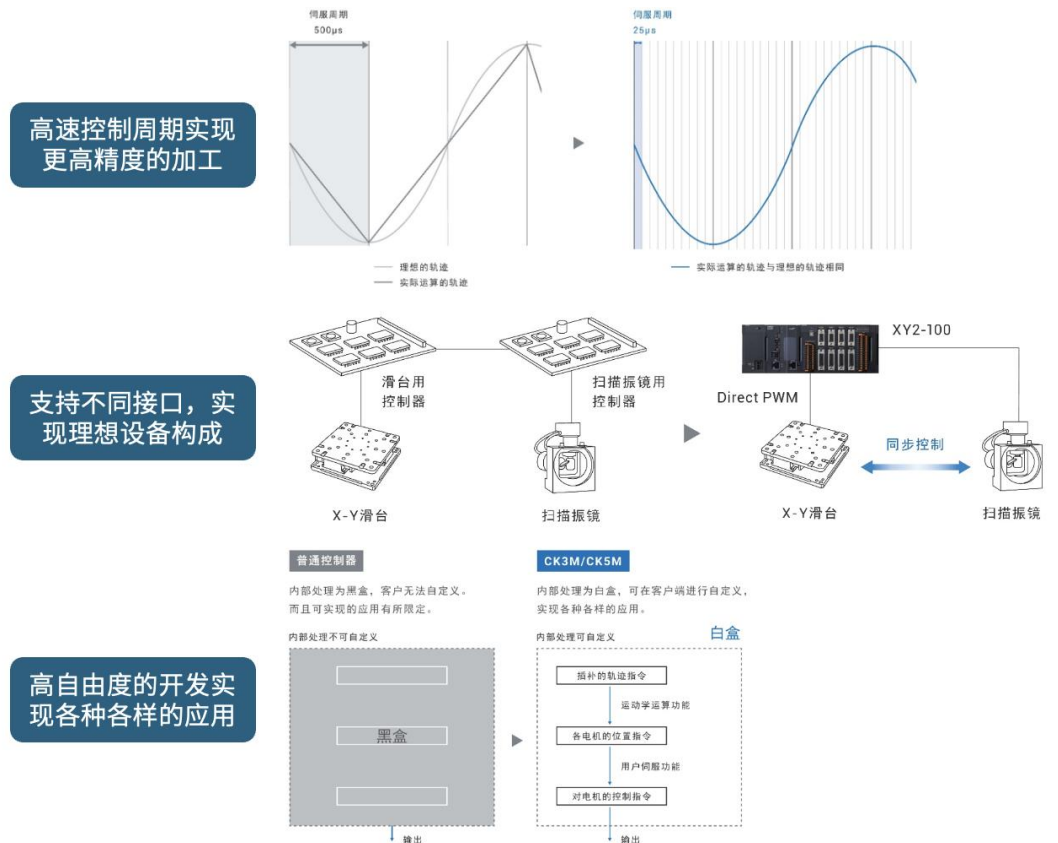 伺服周期
500μs
伺服周期
25μs
高速控制周期实现
更高精度的加工
理想的轨迹
实际运算的轨迹
实际运算的轨迹与理想的轨迹相同
支持不同接口，实
现理想设备构成
滑台用
控制器
扫描振镜用
控制器
X-Y滑台
扫描振镜
XY2-100
Direct PWM
同步控制
X-Y滑台
扫描振镜
高自由度的开发实
现各种各样的应用
普通控制器
内部处理为黑盒，客户无法自定义。
而且可实现的应用有所限定。
内部处理不可自定义
黑盒
输出
CK3M/CK5M
内部处理为白盒，可在客户端进行自定义，
实现各种各样的应用。
内部处理可自定义
白盒
插补的轨迹指令
运动学运算功能
各电机的位置指令
用户伺服功能
对电机的控制指令
输出